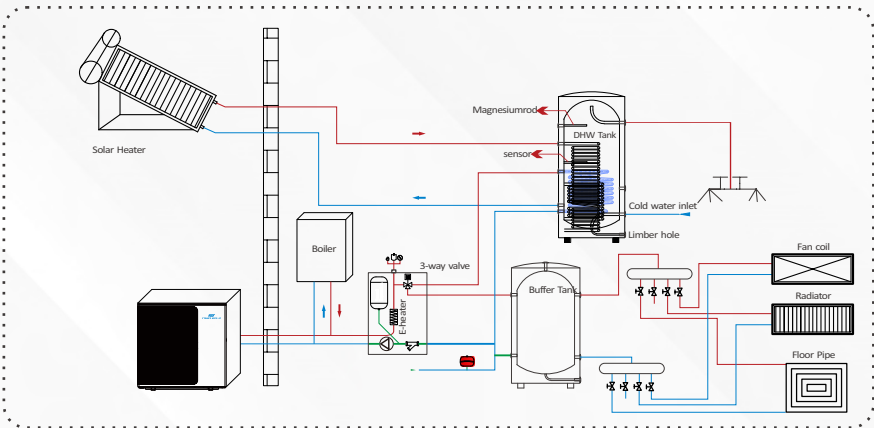 Solar Heater
Magnesiumrod
DHW Tank
sensor
Cold water inlet
Limber hole
Boiler
3-way valve
E-heater
Buffer Tank
Fan coil
Radiator
Floor Pipe